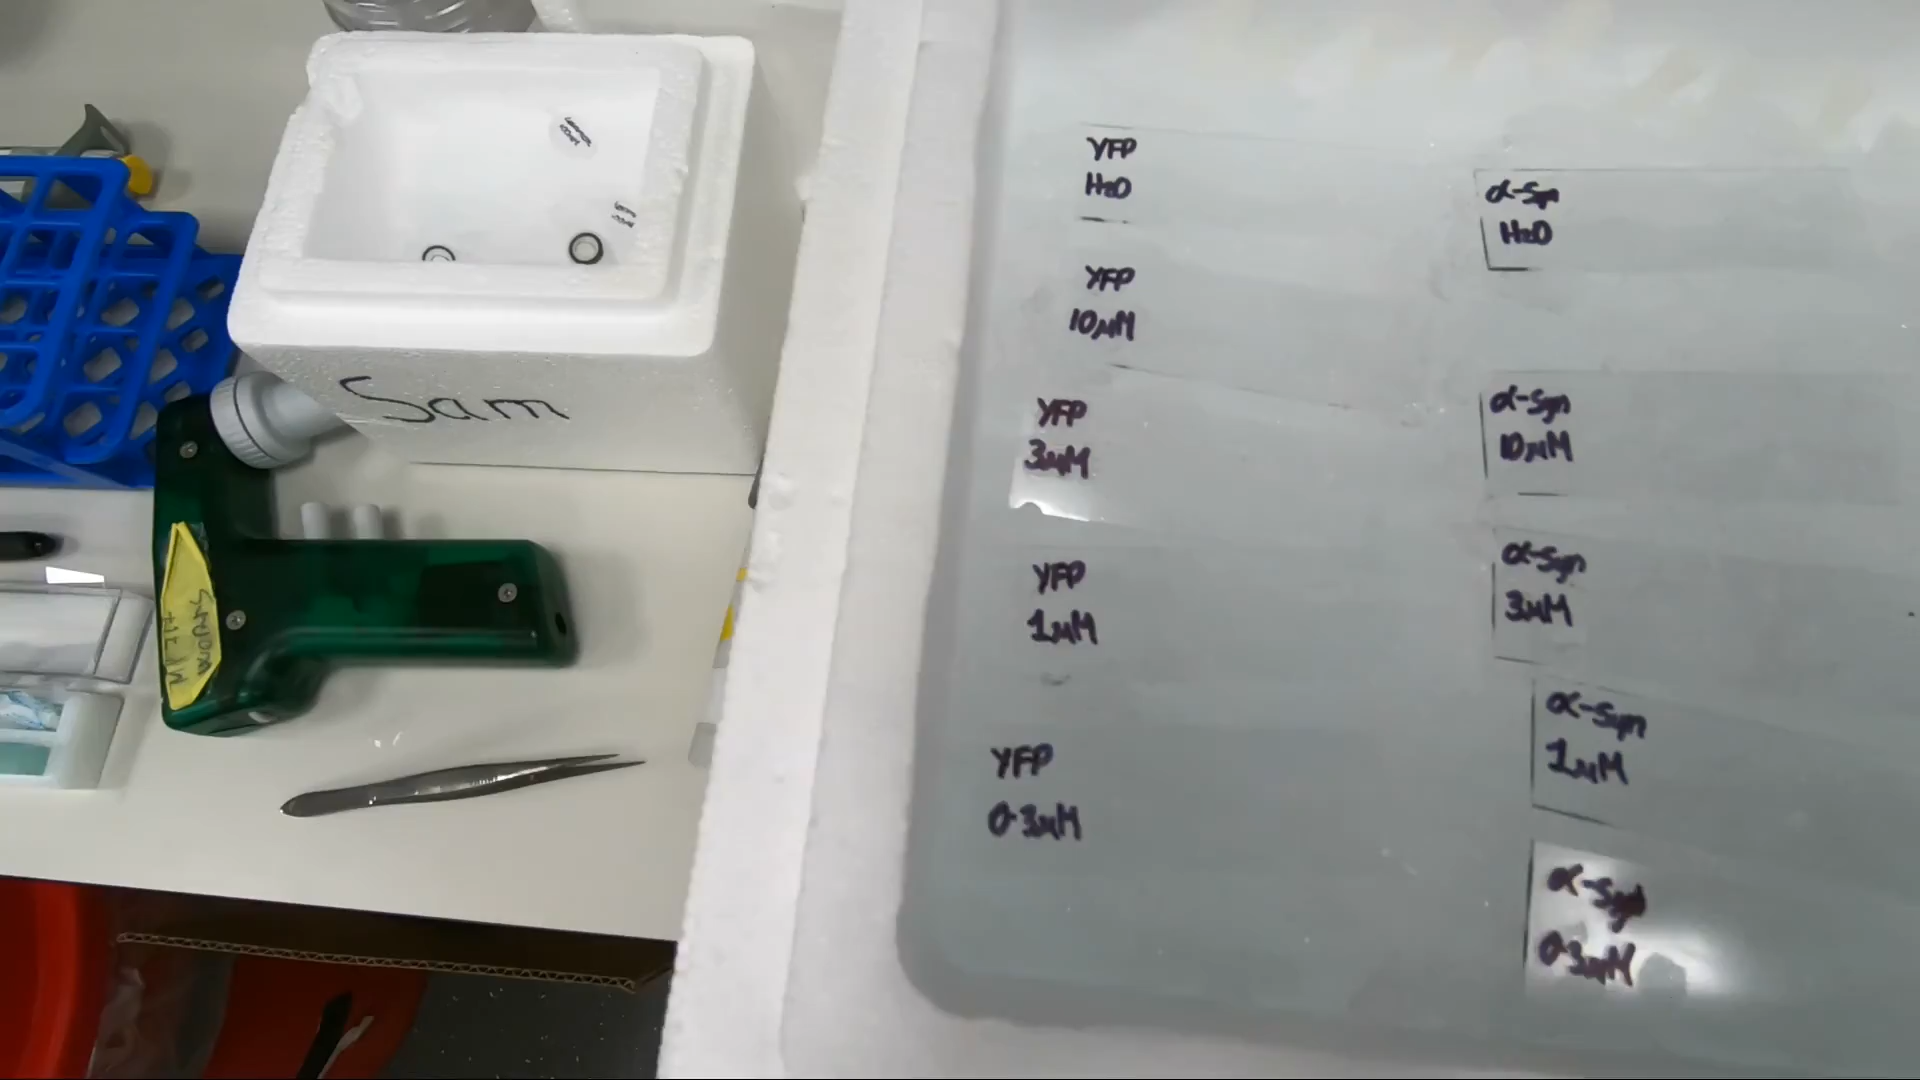 Sam
YFP
H2O
YFP
10µM
YFP
3µM
YFP
1µM
YFP
0.3µM
α-Syn
H2O
α-Syn
10µM
α-Syn
3µM
α-Syn
1µM
α-Syn
0.3µM